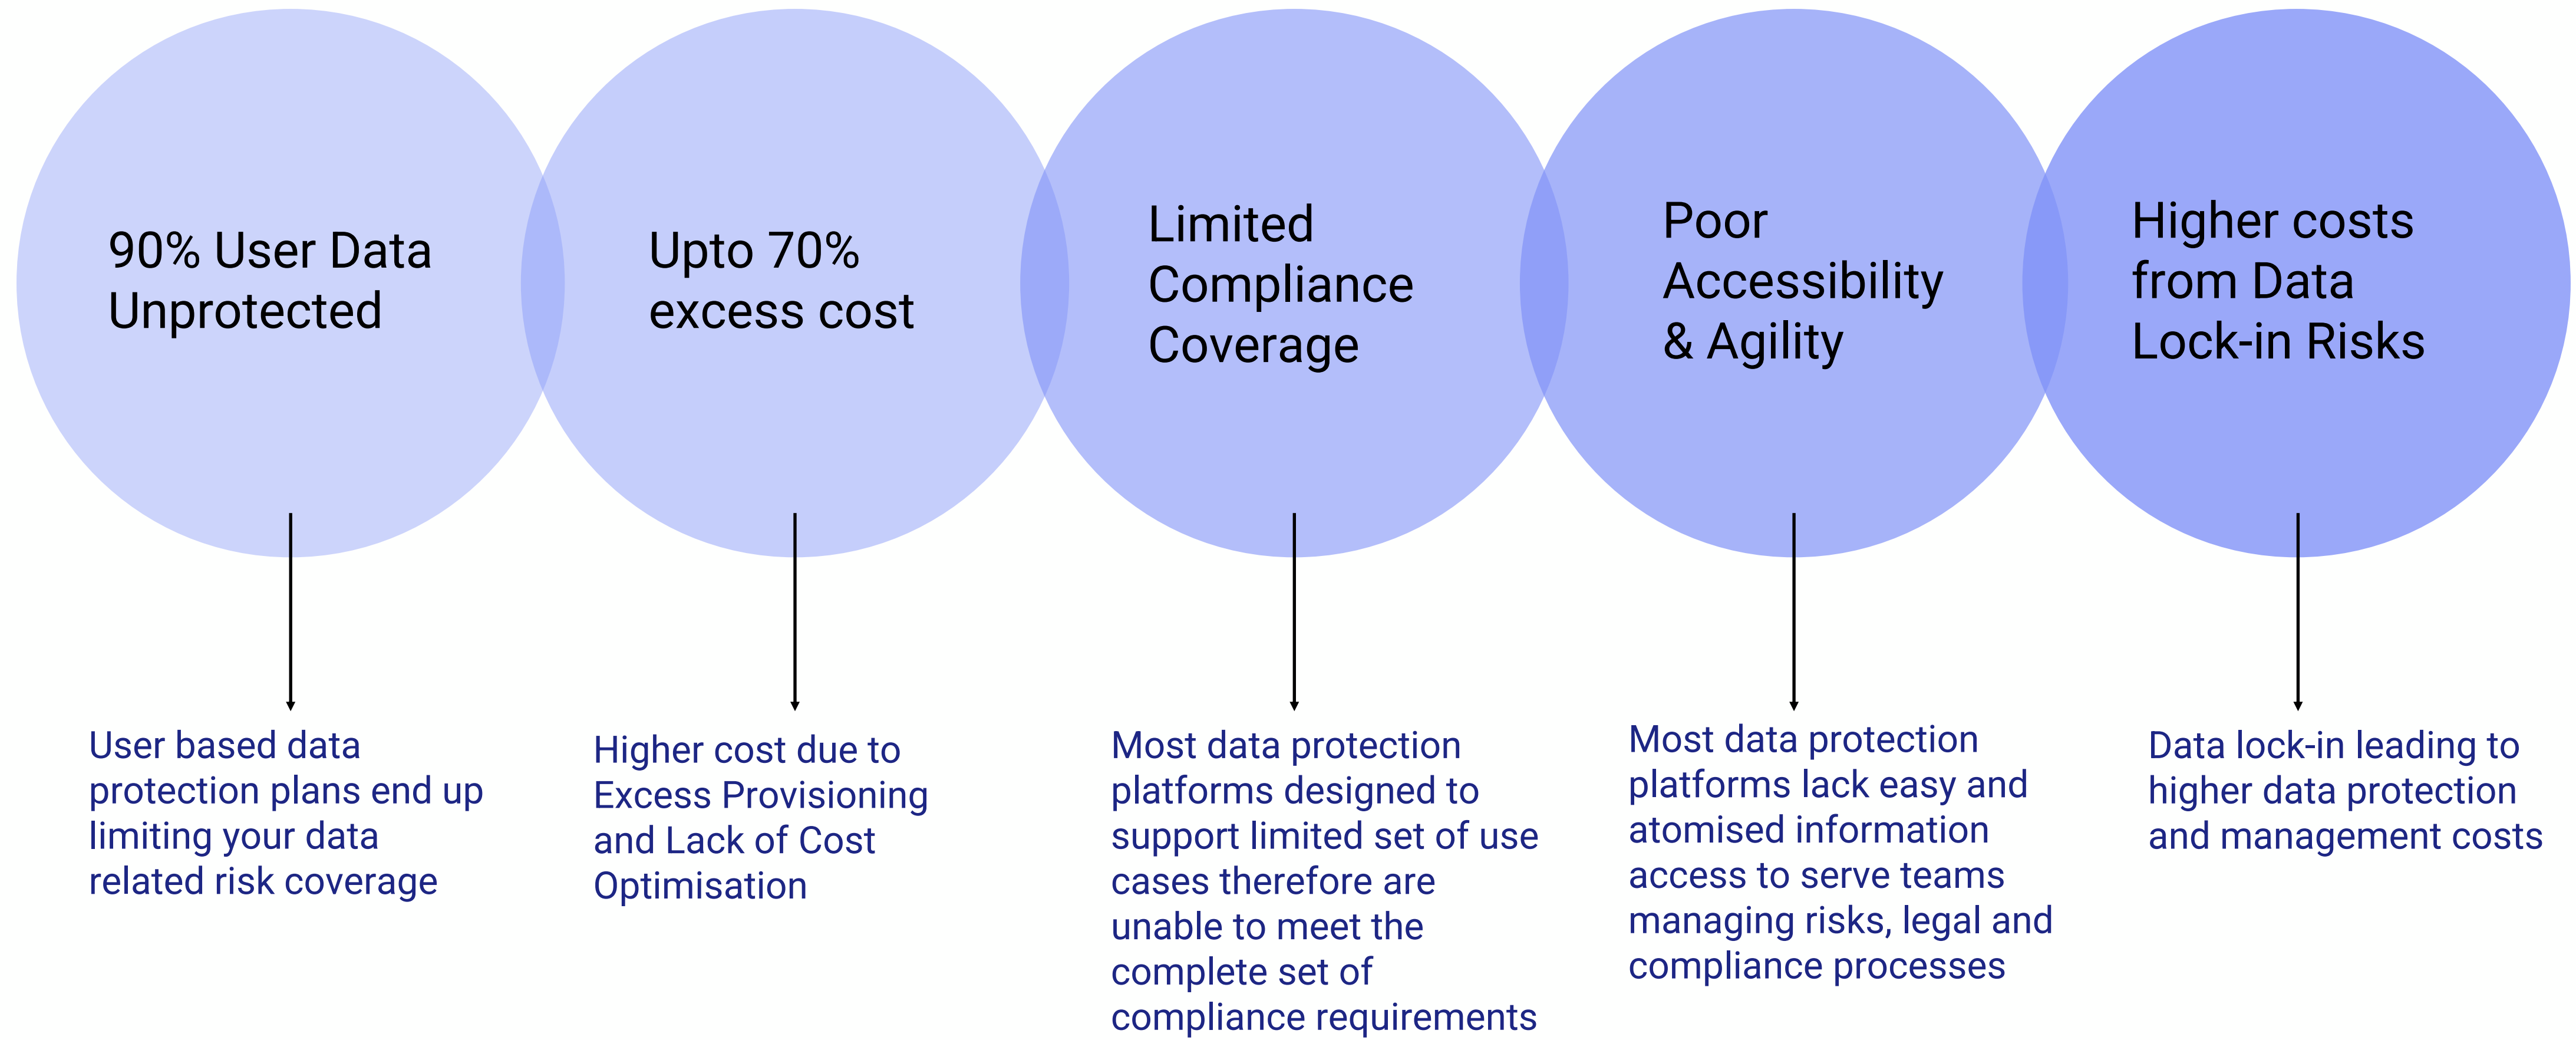 90% User Data
Unprotected
Upto 70%
excess cost
Limited
Compliance
Coverage
Poor
Accessibility
& Agility
Higher costs
from Data
Lock-in Risks
User based data
protection plans end up
limiting your data
related risk coverage
Higher cost due to
Excess Provisioning
and Lack of Cost
Optimisation
Most data protection
platforms designed to
support limited set of use
cases therefore are
unable to meet the
complete set of
compliance requirements
Most data protection
platforms lack easy and
atomised information
access to serve teams
managing risks, legal and
compliance processes
Data lock-in leading to
higher data protection
and management costs